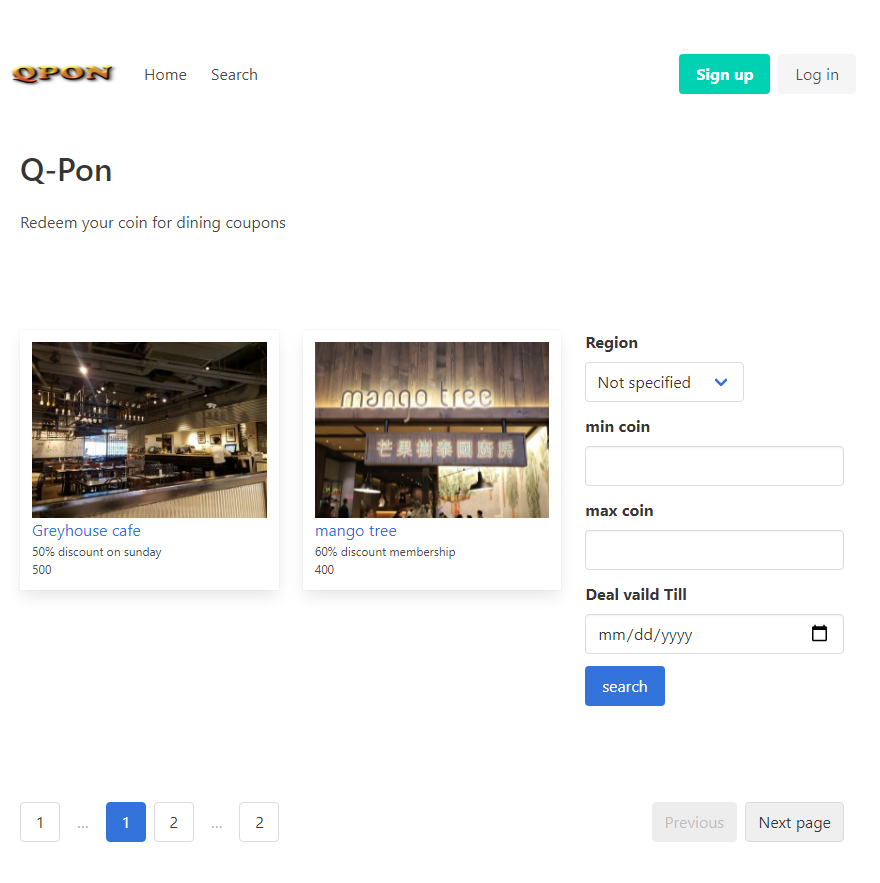 QPON
Home
Search
Sign up
Log in
Q-Pon
Redeem your coin for dining coupons
mango tree
芒果樹泰國廚房
Greyhouse cafe
50% discount on sunday
500
mango tree
60% discount membership
400
Region
Not specified
min coin
max coin
Deal vaild Till
mm/dd/yyyy
search
1 ... 1 2 ... 2
Previous
Next page